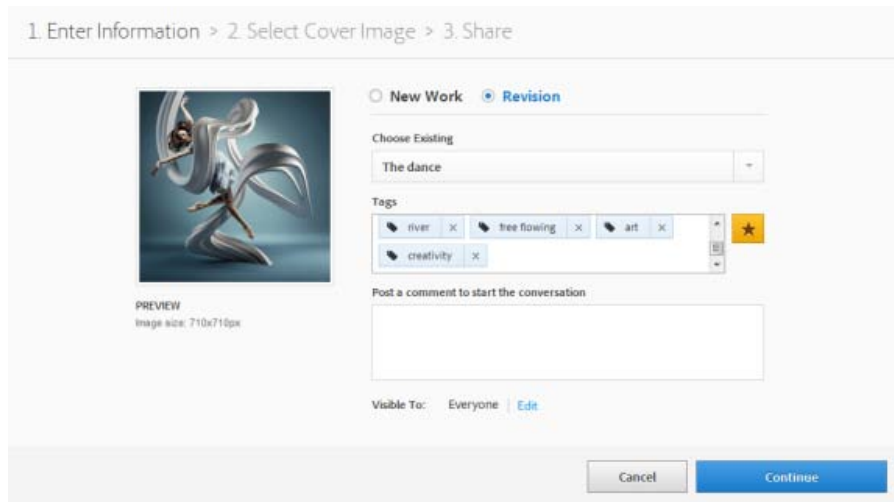 1. Enter Information > 2. Select Cover Image > 3. Share
New Work Revision
Choose Existing
The dance
Tags
river × free flowing × art ×
creativity ×
Post a comment to start the conversation
PREVIEW
Image size: 710x710px
Visible To: Everyone | Edit
Cancel Continue